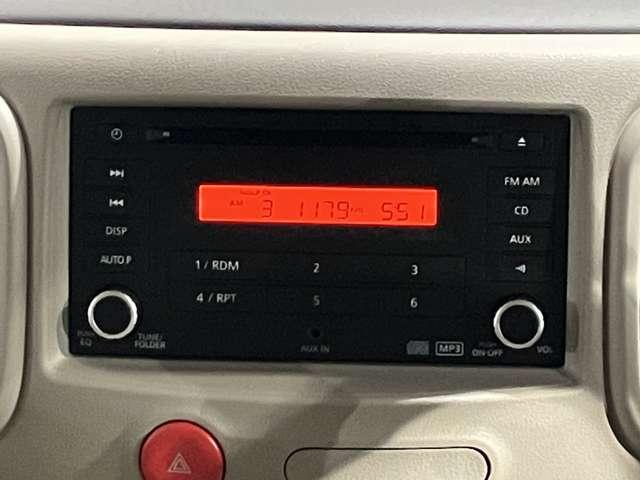 FM AM
AM 3 1179 kHz 5:51
CD
DISP
AUX
AUTO P
1 / RDM
2
3
4 / RPT
5
6
PUSH EQ
TUNE/
FOLDER
AUX IN
MP3
PUSH ON·OFF
VOL